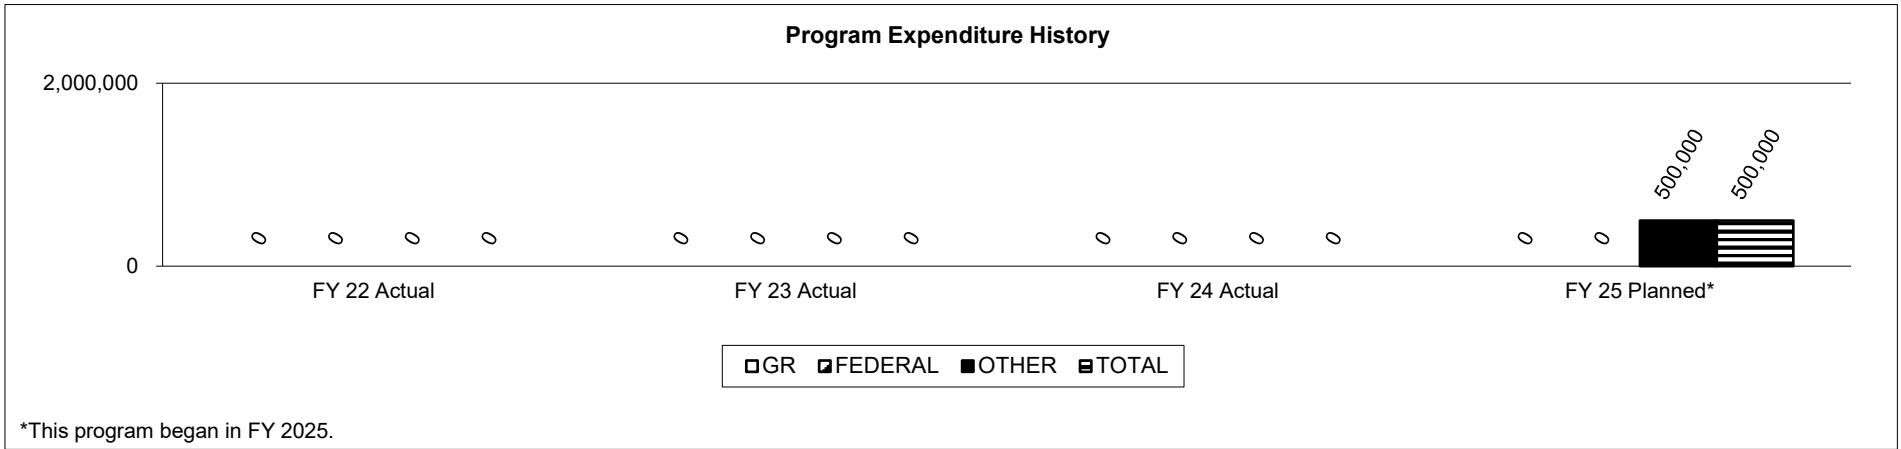 Program Expenditure History
2,000,000
500,000 500,000
0 0 0 0 0 0 0 0 0 0 0 0 0 0
0
FY 22 Actual FY 23 Actual FY 24 Actual FY 25 Planned*
GR FEDERAL OTHER TOTAL
*This program began in FY 2025.